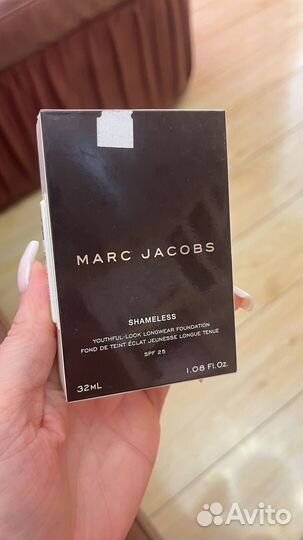 MARC JACOBS
SHAMELESS
YOUTHFUL-LOOK LONGWEAR FOUNDATION
FOND DE TEINT ÉCLAT JEUNESSE LONGUE TENUE
SPF 25
32ML
1.08 Fl.Oz.
Avito